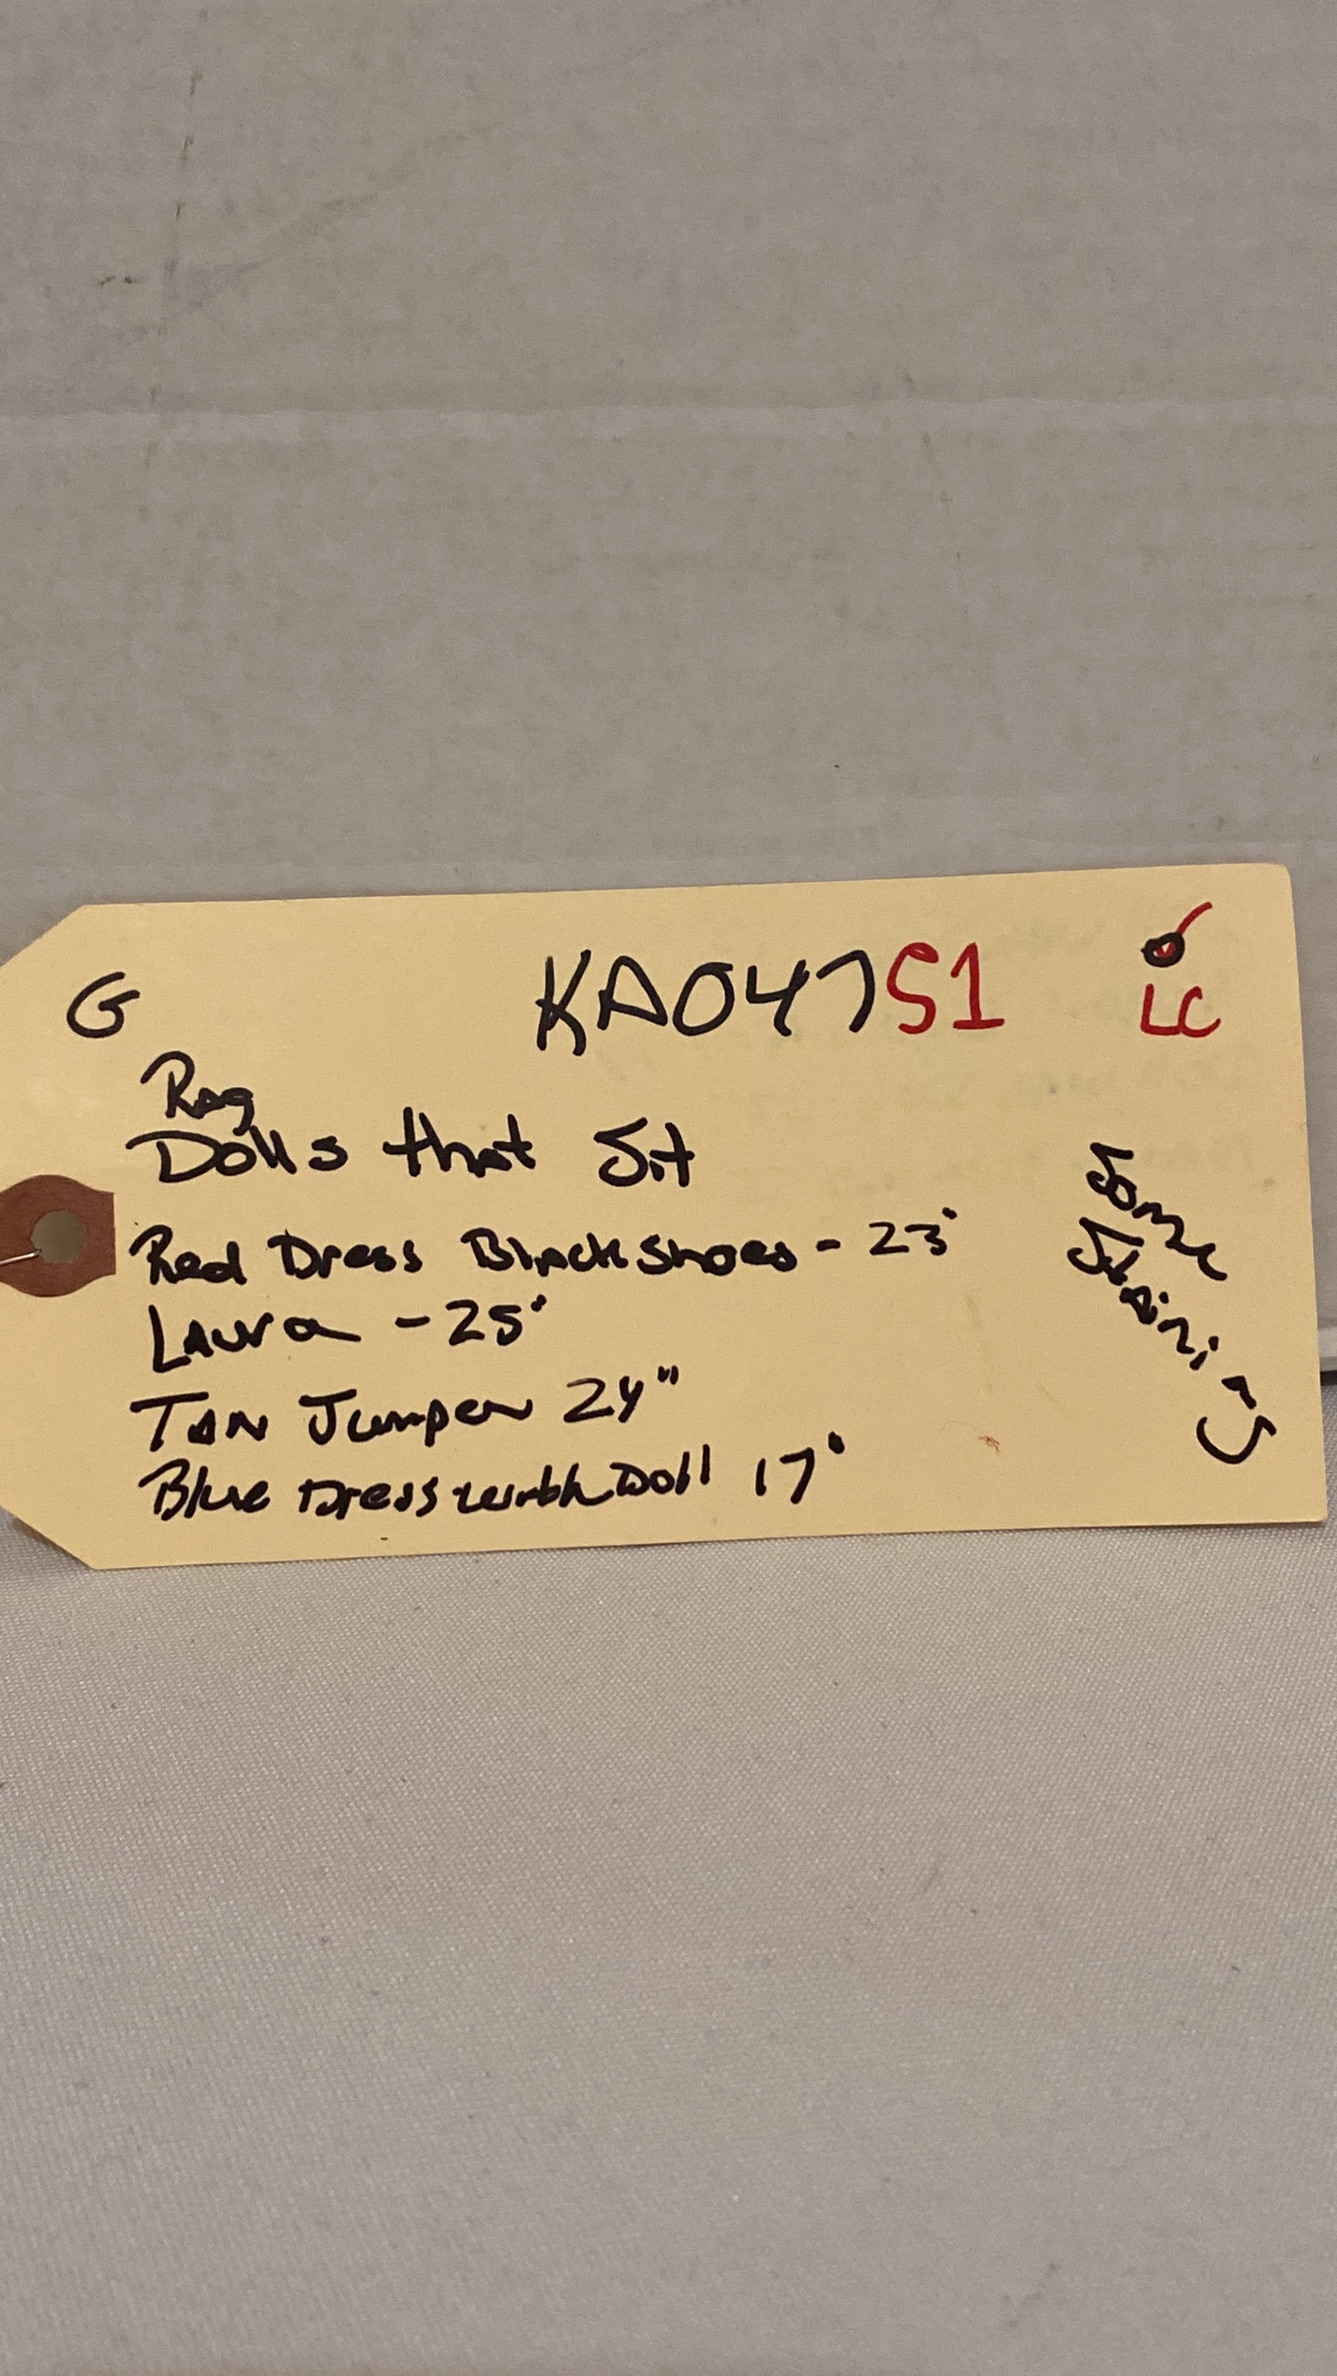 G
KA047S1
LC
Rag
Dolls that Sit
Red Dress Black Shoes - 23"
Laura - 25"
Tan Jumper 24"
Blue Dress with Doll 17"
Some
Staining